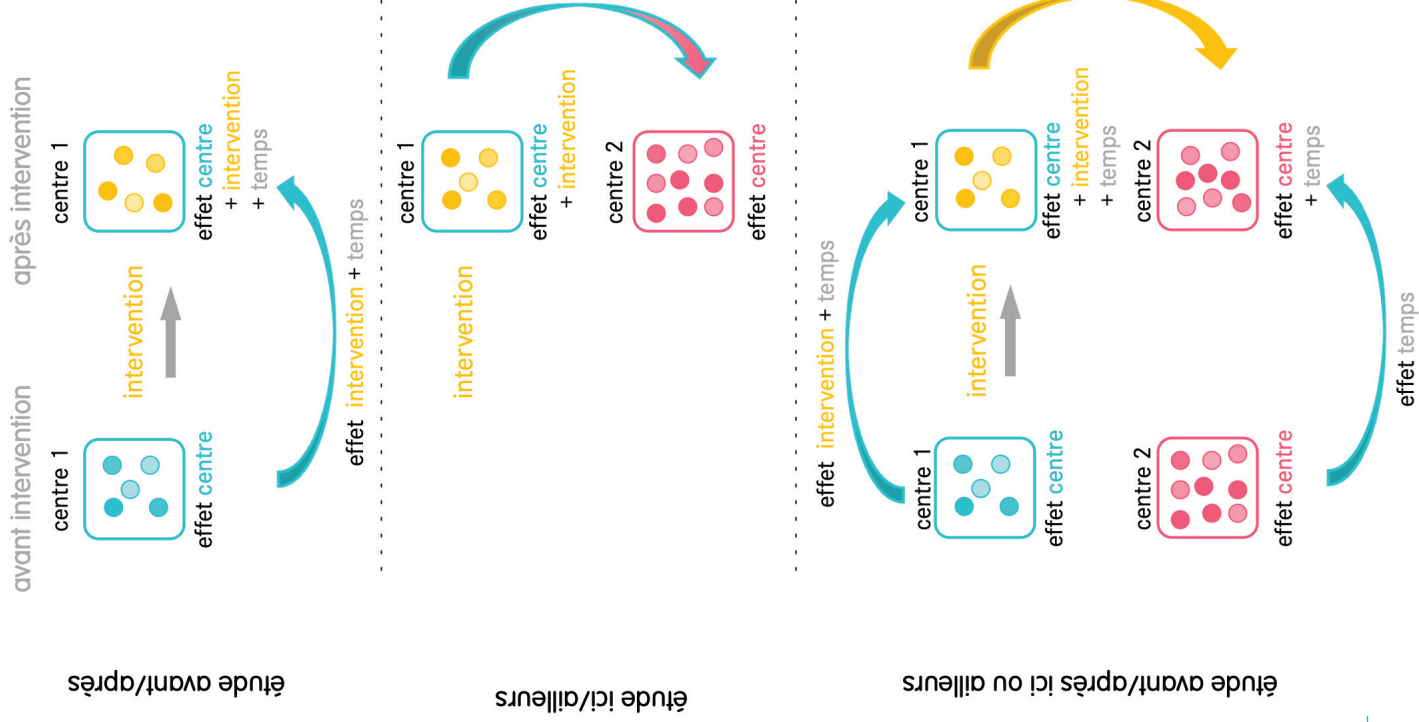 avant intervention
après intervention
étude avant/après
centre 1
effet centre
intervention
centre 1
effet centre
+ intervention
+ temps
effet intervention + temps
étude ici/ailleurs
intervention
centre 1
effet centre
+ intervention
centre 2
effet centre
étude avant/après ici ou ailleurs
effet intervention + temps
centre 1
effet centre
intervention
centre 1
effet centre
+ intervention
+ temps
centre 2
effet centre
centre 2
effet centre
+ temps
effet temps